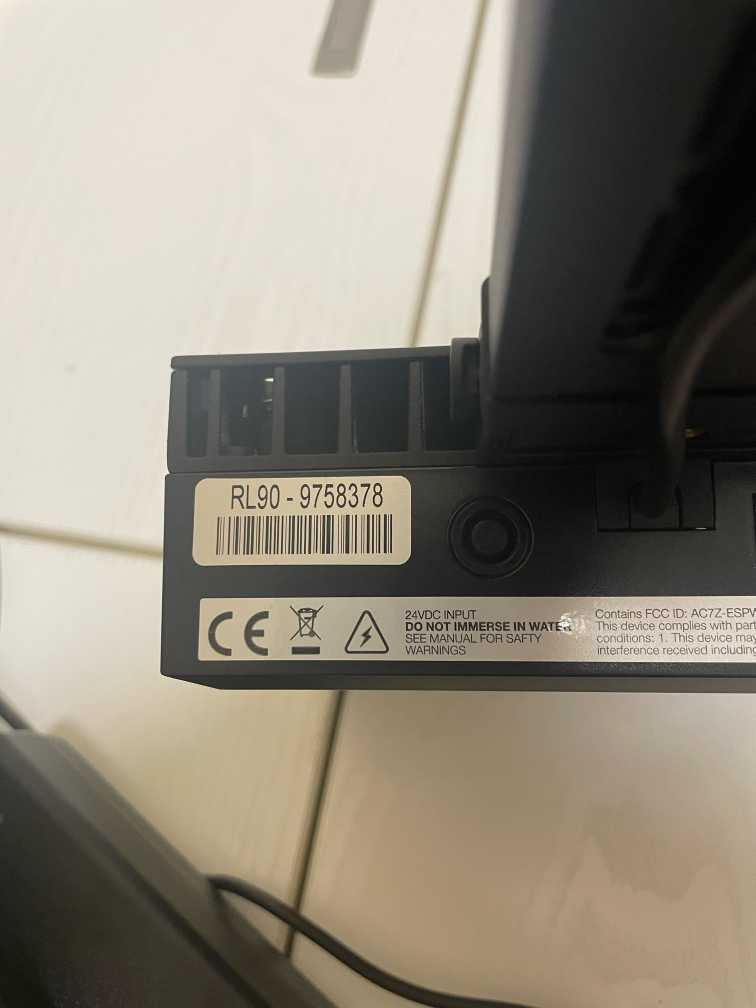 RL90 - 9758378
CE
24VDC INPUT
DO NOT IMMERSE IN WATER
SEE MANUAL FOR SAFTY
WARNINGS
Contains FCC ID: AC7Z-ESPW
This device complies with part
conditions: 1. This device may
interference received including